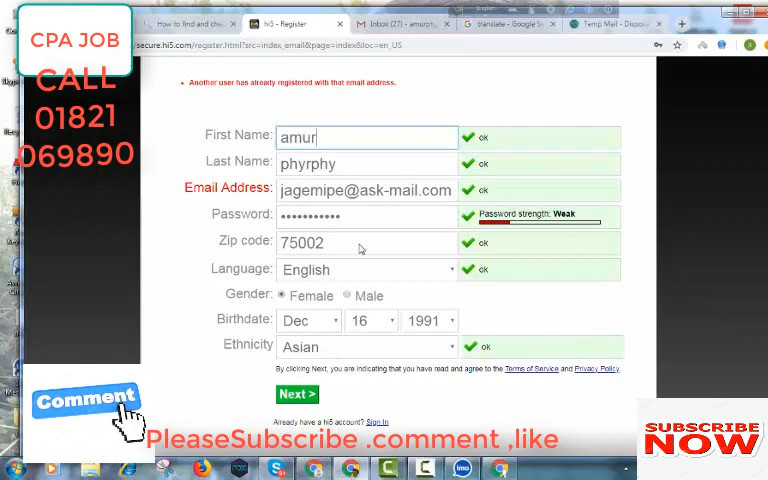 CPA JOB
CALL
01821
069890
How to find and che
hi5 - Register
Inbox (27) - amurph
translate - Google Se
Temp Mail - Dispos
secure.hi5.com/register.html?src=index_email&page=index&loc=en_US
Another user has already registered with that email address.
First Name: amur ok
Last Name: phyrphy ok
Email Address: jagemipe@ask-mail.com ok
Password: ••••••••••• Password strength: Weak
Zip code: 75002 ok
Language: English ok
Gender: Female Male
Birthdate: Dec 16 1991
Ethnicity Asian ok
By clicking Next, you are indicating that you have read and agree to the Terms of Service and Privacy Policy.
Next >
Already have a hi5 account? Sign In
Comment
PleaseSubscribe .comment ,like
SUBSCRIBE
NOW
imo